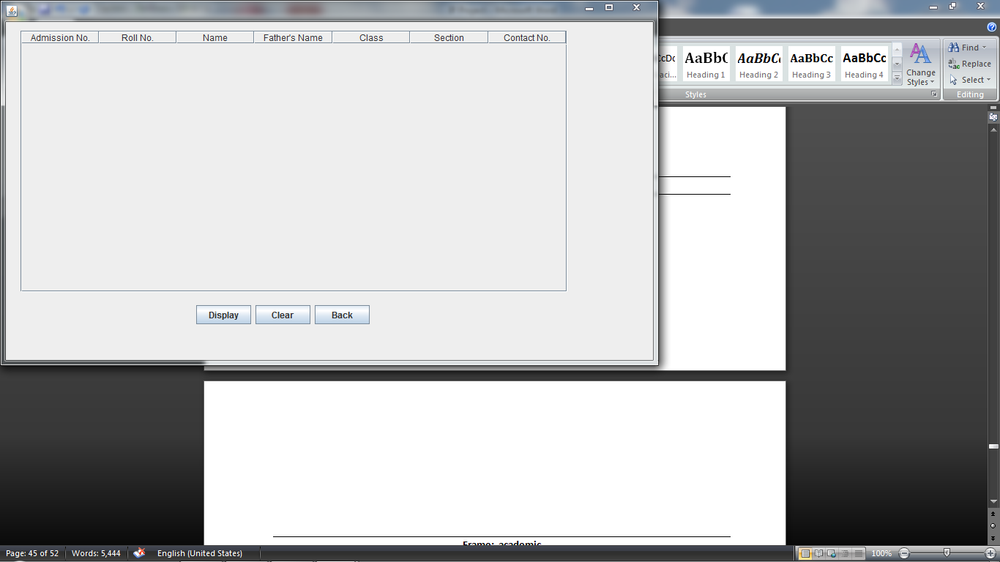 Admission No. Roll No. Name Father's Name Class Section Contact No.
Display Clear Back
AaBbC AaBbCc AaBbCc AaBbCc
Heading 1 Heading 2 Heading 3 Heading 4
Change
Styles
Find
Replace
Select
Styles Editing
Frame: academic
Page: 45 of 52 Words: 5,444 English (United States) 100%